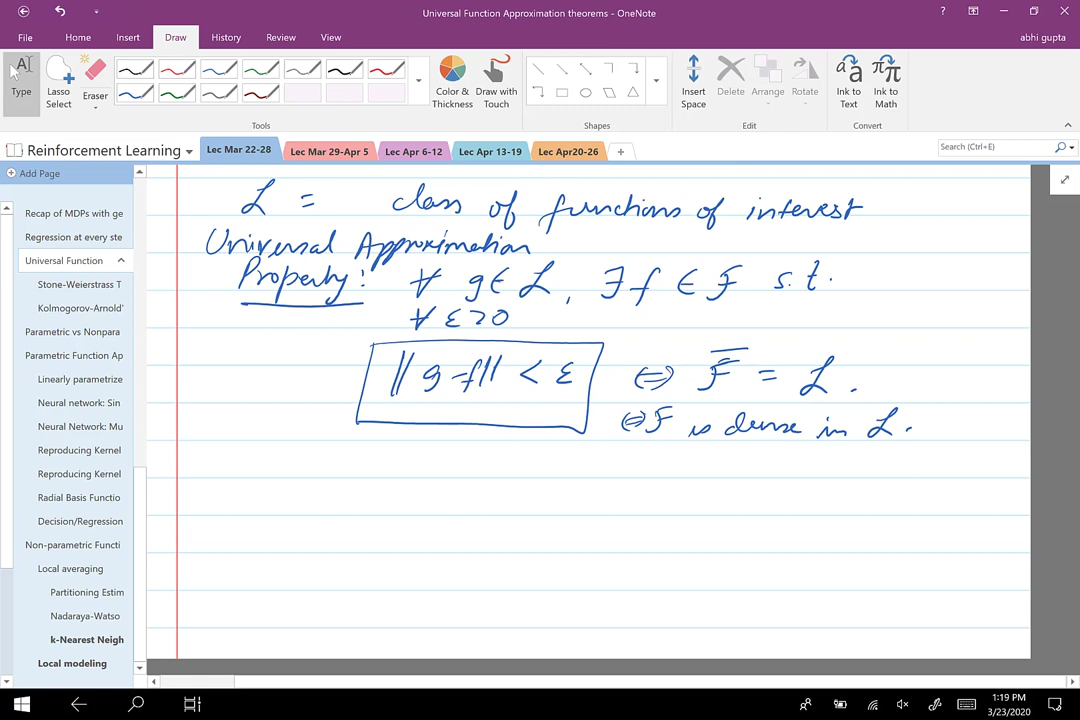 Universal Function Approximation theorems - OneNote
File Home Insert Draw History Review View
abhi gupta
Type
Lasso Select
Eraser
Color & Thickness
Draw with Touch
Insert Space
Delete
Arrange
Rotate
Ink to Text
Ink to Math
Tools
Shapes
Edit
Convert
Reinforcement Learning
Lec Mar 22-28
Lec Mar 29-Apr 5
Lec Apr 6-12
Lec Apr 13-19
Lec Apr20-26
Search (Ctrl+E)
Add Page
Recap of MDPs with ge
Regression at every ste
Universal Function
Stone-Weierstrass T
Kolmogorov-Arnold'
Parametric vs Nonpara
Parametric Function Ap
Linearly parametrize
Neural network: Sin
Neural Network: Mu
Reproducing Kernel
Reproducing Kernel
Radial Basis Functio
Decision/Regression
Non-parametric Functi
Local averaging
Partitioning Estim
Nadaraya-Watso
k-Nearest Neigh
Local modeling
ℒ = class of functions of interest
Universal Approximation
Property: ∀ g ∈ ℒ, ∃ f ∈ ℱ s.t.
∀ ε > 0
‖ g - f ‖ < ε ⇔ ℱ̅ = ℒ.
⇔ ℱ is dense in ℒ.
1:19 PM
3/23/2020